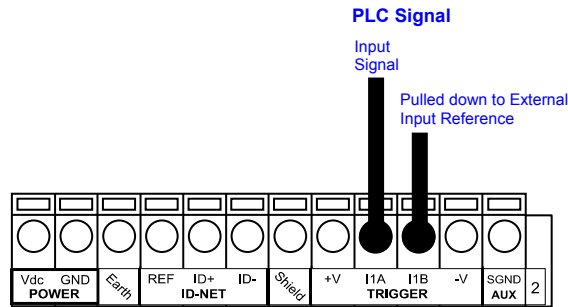 PLC Signal
Input
Signal
Pulled down to External
Input Reference
Vdc GND Earth REF ID+ ID- Shield +V I1A I1B -V SGND 2
POWER ID-NET TRIGGER AUX